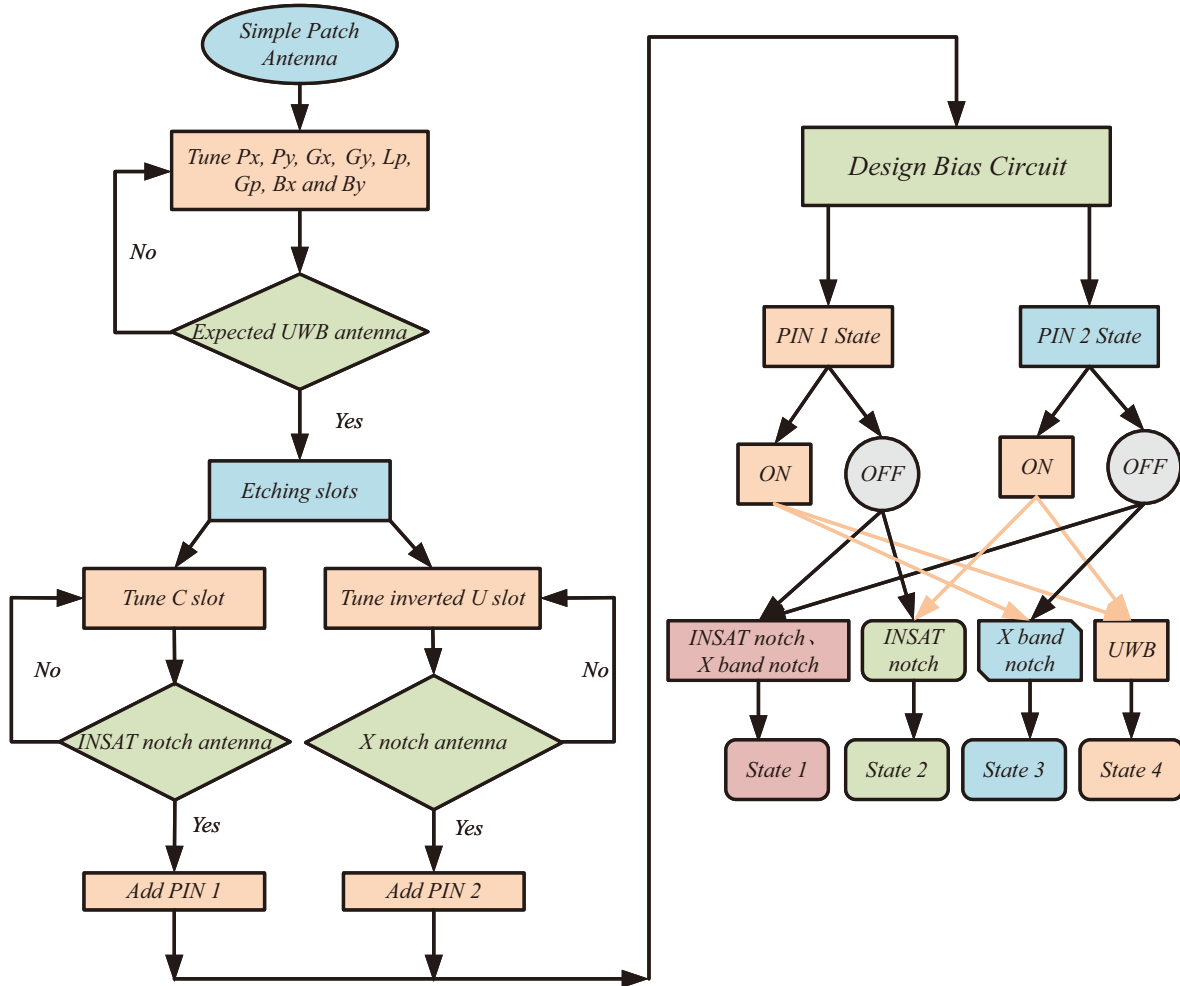 Simple Patch
Antenna
Tune Px, Py, Gx, Gy, Lp,
Gp, Bx and By
No
Expected UWB antenna
Yes
Etching slots
Tune C slot
Tune inverted U slot
No
No
INSAT notch antenna
X notch antenna
Yes
Yes
Add PIN 1
Add PIN 2
Design Bias Circuit
PIN 1 State
PIN 2 State
ON
OFF
ON
OFF
INSAT notch、
X band notch
INSAT
notch
X band
notch
UWB
State 1
State 2
State 3
State 4